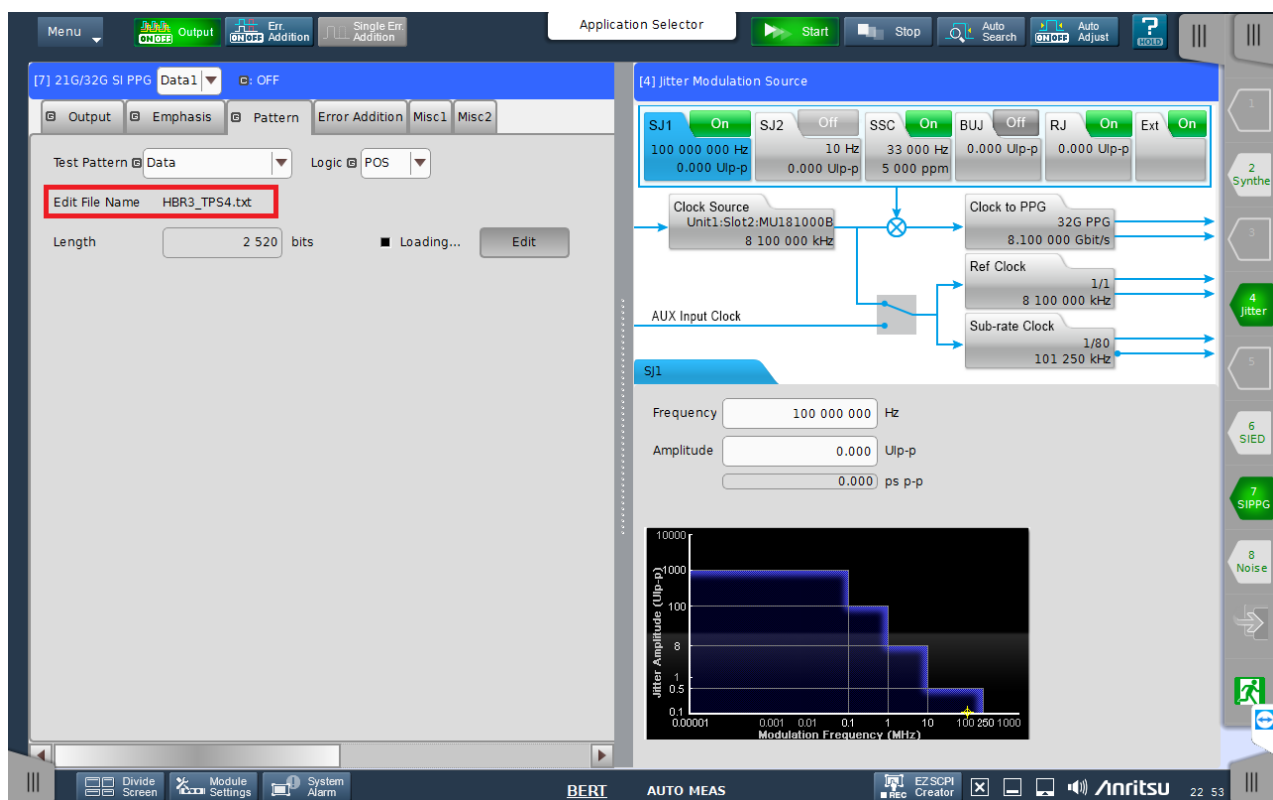 Menu
ON OFF Output
ON OFF Err. Addition
Single Err. Addition
Application Selector
Start
Stop
Auto Search
ON OFF Auto Adjust
? HOLD
[7] 21G/32G SI PPG Data1 C: OFF
C Output C Emphasis C Pattern Error Addition Misc1 Misc2
Test Pattern C Data Logic C POS
Edit File Name HBR3_TPS4.txt
Length 2 520 bits Loading... Edit
[4] Jitter Modulation Source
SJ1 On SJ2 Off SSC On BUJ Off RJ On Ext On
100 000 000 Hz 10 Hz 33 000 Hz 0.000 UIp-p 0.000 UIp-p
0.000 UIp-p 0.000 UIp-p 5 000 ppm
Clock Source
Unit1:Slot2:MU181000B
8 100 000 kHz
Clock to PPG
32G PPG
8.100 000 Gbit/s
Ref Clock
1/1
8 100 000 kHz
AUX Input Clock
Sub-rate Clock
1/80
101 250 kHz
SJ1
Frequency 100 000 000 Hz
Amplitude 0.000 UIp-p
0.000 ps p-p
Jitter Amplitude (UIp-p)
10000
1000
100
8
1
0.5
0.1
0.00001 0.001 0.01 0.1 1 10 100 250 1000
Modulation Frequency (MHz)
1
2 Synthe
3
4 Jitter
5
6 SIED
7 SIPPG
8 Noise
Divide Screen
Module Settings
System Alarm
BERT AUTO MEAS
REC EZSCPI Creator
Anritsu 22 53